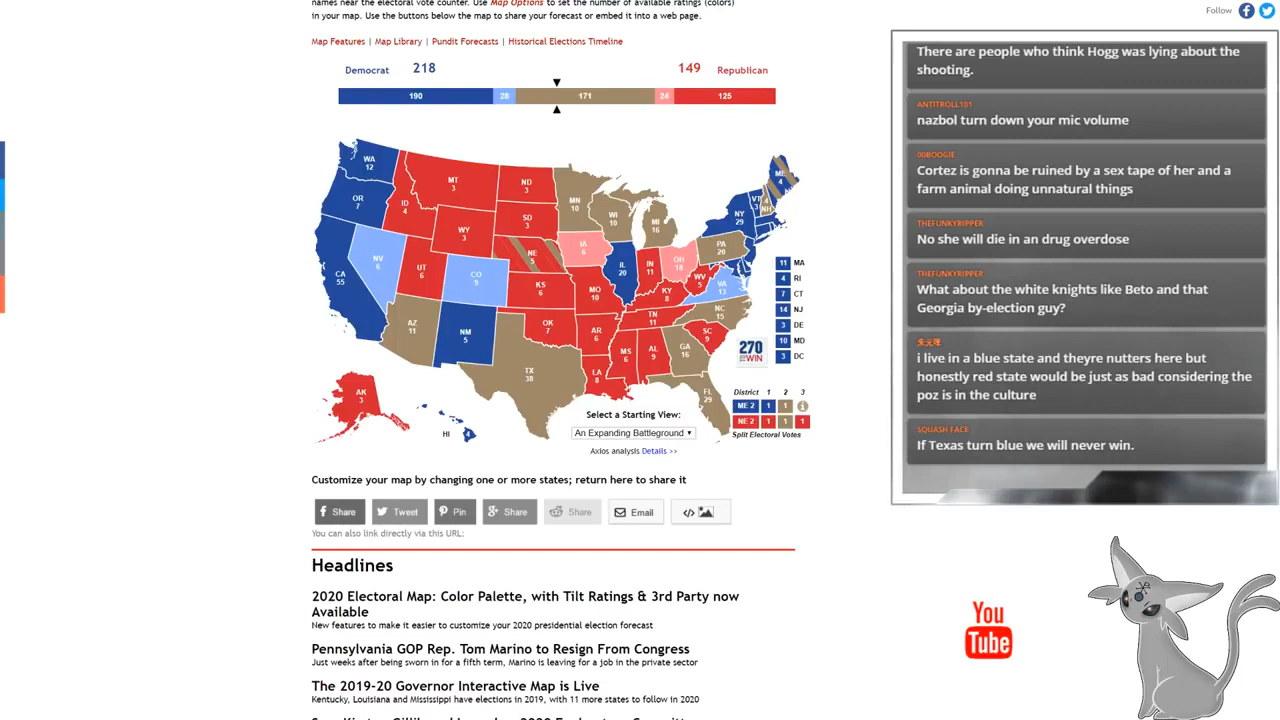 names near the electoral vote counter. Use Map Options to set the number of available ratings (colors)
in your map. Use the buttons below the map to share your forecast or embed it into a web page.
Map Features | Map Library | Pundit Forecasts | Historical Elections Timeline
Democrat 218 149 Republican
190 28 171 24 125
WA
12
OR
7
CA
55
NV
6
ID
4
MT
3
WY
3
UT
6
AZ
11
CO
9
NM
5
ND
3
SD
3
NE
5
KS
6
OK
7
TX
38
MN
10
IA
6
MO
10
AR
6
LA
8
WI
10
IL
20
MI
16
IN
11
OH
18
KY
8
TN
11
MS
6
AL
9
GA
16
FL
29
SC
9
NC
15
VA
13
WV
5
PA
20
NY
29
VT
3
4
NH
ME
4
AK
3
HI 4
11 MA
4 RI
7 CT
14 NJ
3 DE
10 MD
3 DC
270
WIN
District 1 2 3
ME 2 1 1
NE 2 1 1 1
Split Electoral Votes
Select a Starting View:
An Expanding Battleground
Axios analysis Details >>
Customize your map by changing one or more states; return here to share it
Share Tweet Pin Share Share Email
You can also link directly via this URL:
Headlines
2020 Electoral Map: Color Palette, with Tilt Ratings & 3rd Party now
Available
New features to make it easier to customize your 2020 presidential election forecast
Pennsylvania GOP Rep. Tom Marino to Resign From Congress
Just weeks after being sworn in for a fifth term, Marino is leaving for a job in the private sector
The 2019-20 Governor Interactive Map is Live
Kentucky, Louisiana and Mississippi have elections in 2019, with 11 more states to follow in 2020
Follow
There are people who think Hogg was lying about the
shooting.
ANTITROLL101
nazbol turn down your mic volume
00BOOGIE
Cortez is gonna be ruined by a sex tape of her and a
farm animal doing unnatural things
THEFUNKYRIPPER
No she will die in an drug overdose
THEFUNKYRIPPER
What about the white knights like Beto and that
Georgia by-election guy?
i live in a blue state and theyre nutters here but
honestly red state would be just as bad considering the
poz is in the culture
SQUASH FACE
If Texas turn blue we will never win.
You
Tube